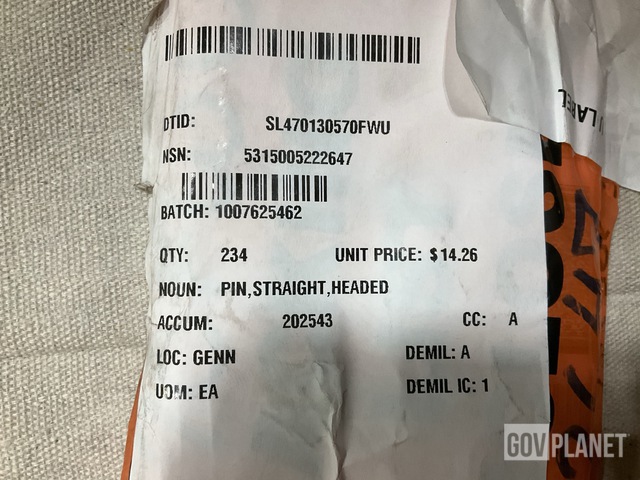 DTID: SL470130570FWU
NSN: 5315005222647
BATCH: 1007625462
QTY: 234 UNIT PRICE: $14.26
NOUN: PIN,STRAIGHT,HEADED
ACCUM: 202543 CC: A
LOC: GENN DEMIL: A
UOM: EA DEMIL IC: 1
LABEL
GOVPLANET